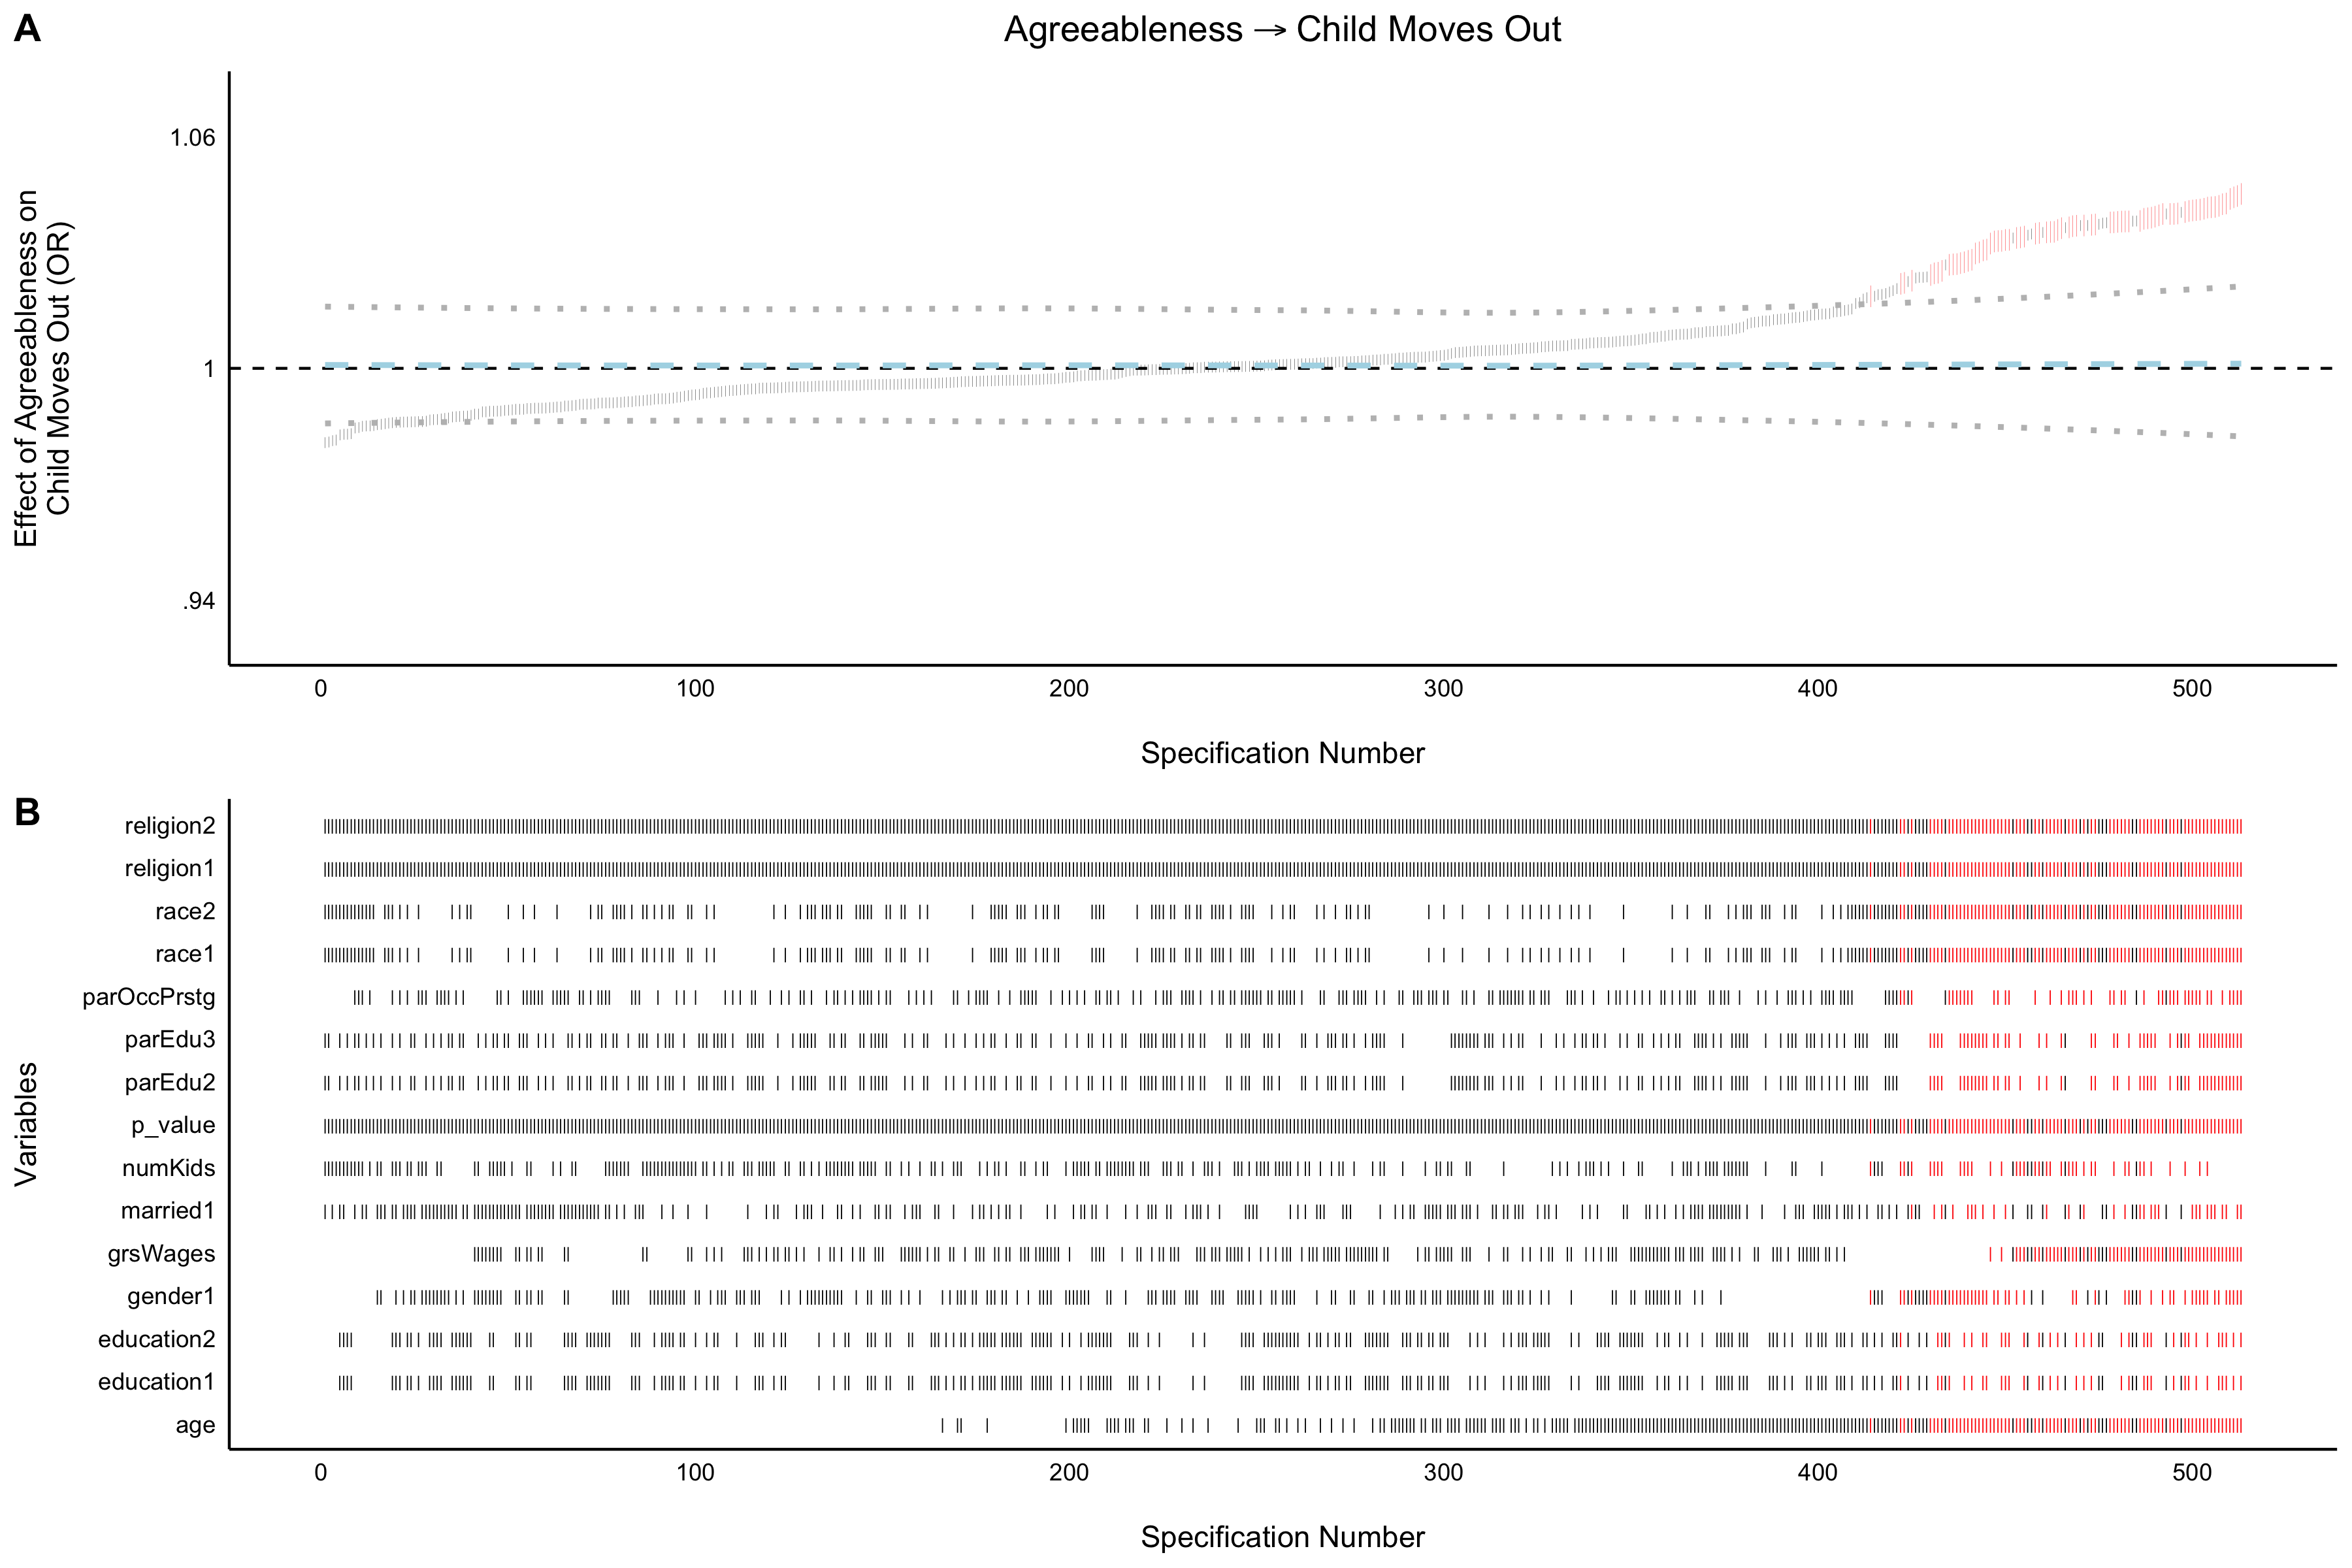 A
Agreeableness → Child Moves Out
Effect of Agreeableness on
Child Moves Out (OR)
1.06
1
.94
0 100 200 300 400 500
Specification Number
B
Variables
religion2
religion1
race2
race1
parOccPrstg
parEdu3
parEdu2
p_value
numKids
married1
grsWages
gender1
education2
education1
age
0 100 200 300 400 500
Specification Number